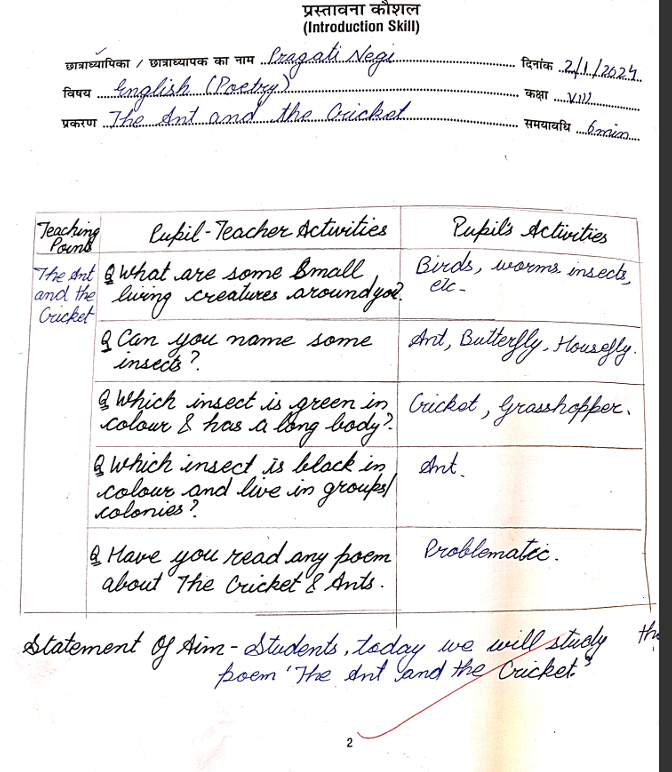 प्रस्तावना कौशल
(Introduction Skill)
छात्राध्यापिका / छात्राध्यापक का नाम ..Pragati Negi.......... दिनांक ..2/1/2024
विषय ....English (Poetry).......... कक्षा ....VIII..........
प्रकरण ..The Ant and the Cricket.......... समयावधि ...6min...
Teaching Points
Pupil-Teacher Activities
Pupil's Activities
The Ant
and the
Cricket
Q What are some small
living creatures around you?
Birds, worms insects,
etc-
Q Can you name some
insects?
Ant, Butterfly, Housefly.
Q Which insect is green in
colour & has a long body?
Cricket, Grasshopper.
Q Which insect is black in
colour and live in groups/
colonies?
Ant.
Q Have you read any poem
about The Cricket & Ants.
Problematic.
Statement Of Aim - Students, today we will study the
poem 'The Ant and the Cricket."
2